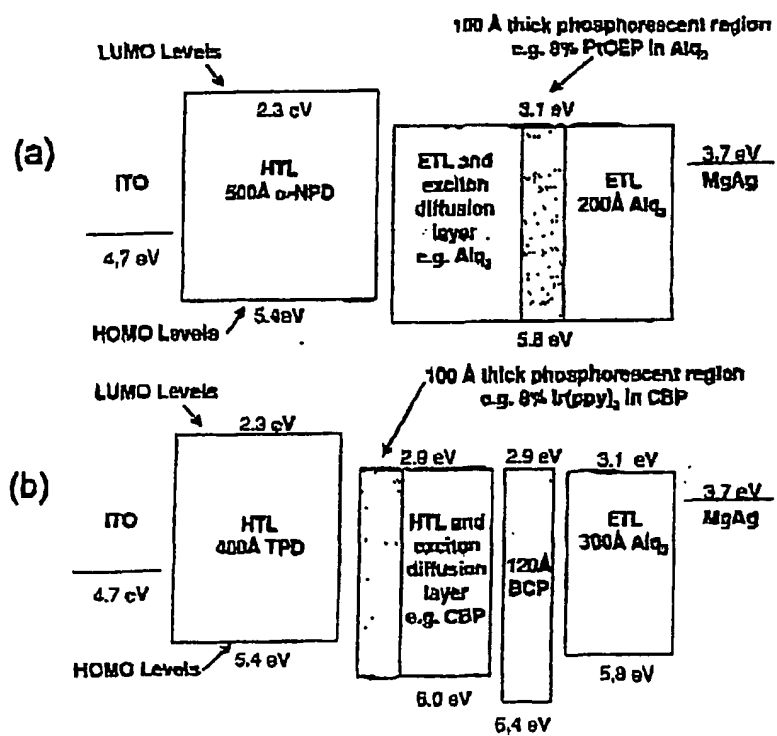 100 Å thick phosphorescent region
e.g. 8% PtOEP in Alq₃
LUMO Levels
2.3 eV
3.1 eV
(a)
ITO
HTL
500Å α-NPD
ETL and
exciton
diffusion
layer
e.g. Alq₃
ETL
200Å Alq₃
3.7 eV
MgAg
4,7 eV
HOMO Levels
5.4eV
5.8 eV
100 Å thick phosphorescent region
e.g. 8% Ir(ppy)₃ in CBP
LUMO Levels
2.3 eV
2.9 eV
2.9 eV
3.1 eV
(b)
ITO
HTL
400Å TPD
HTL and
exciton
diffusion
layer
e.g. CBP
120Å
BCP
ETL
300Å Alq₃
3.7 eV
MgAg
4.7 eV
HOMO Levels
5.4 eV
6.0 eV
6,4 eV
5,8 eV